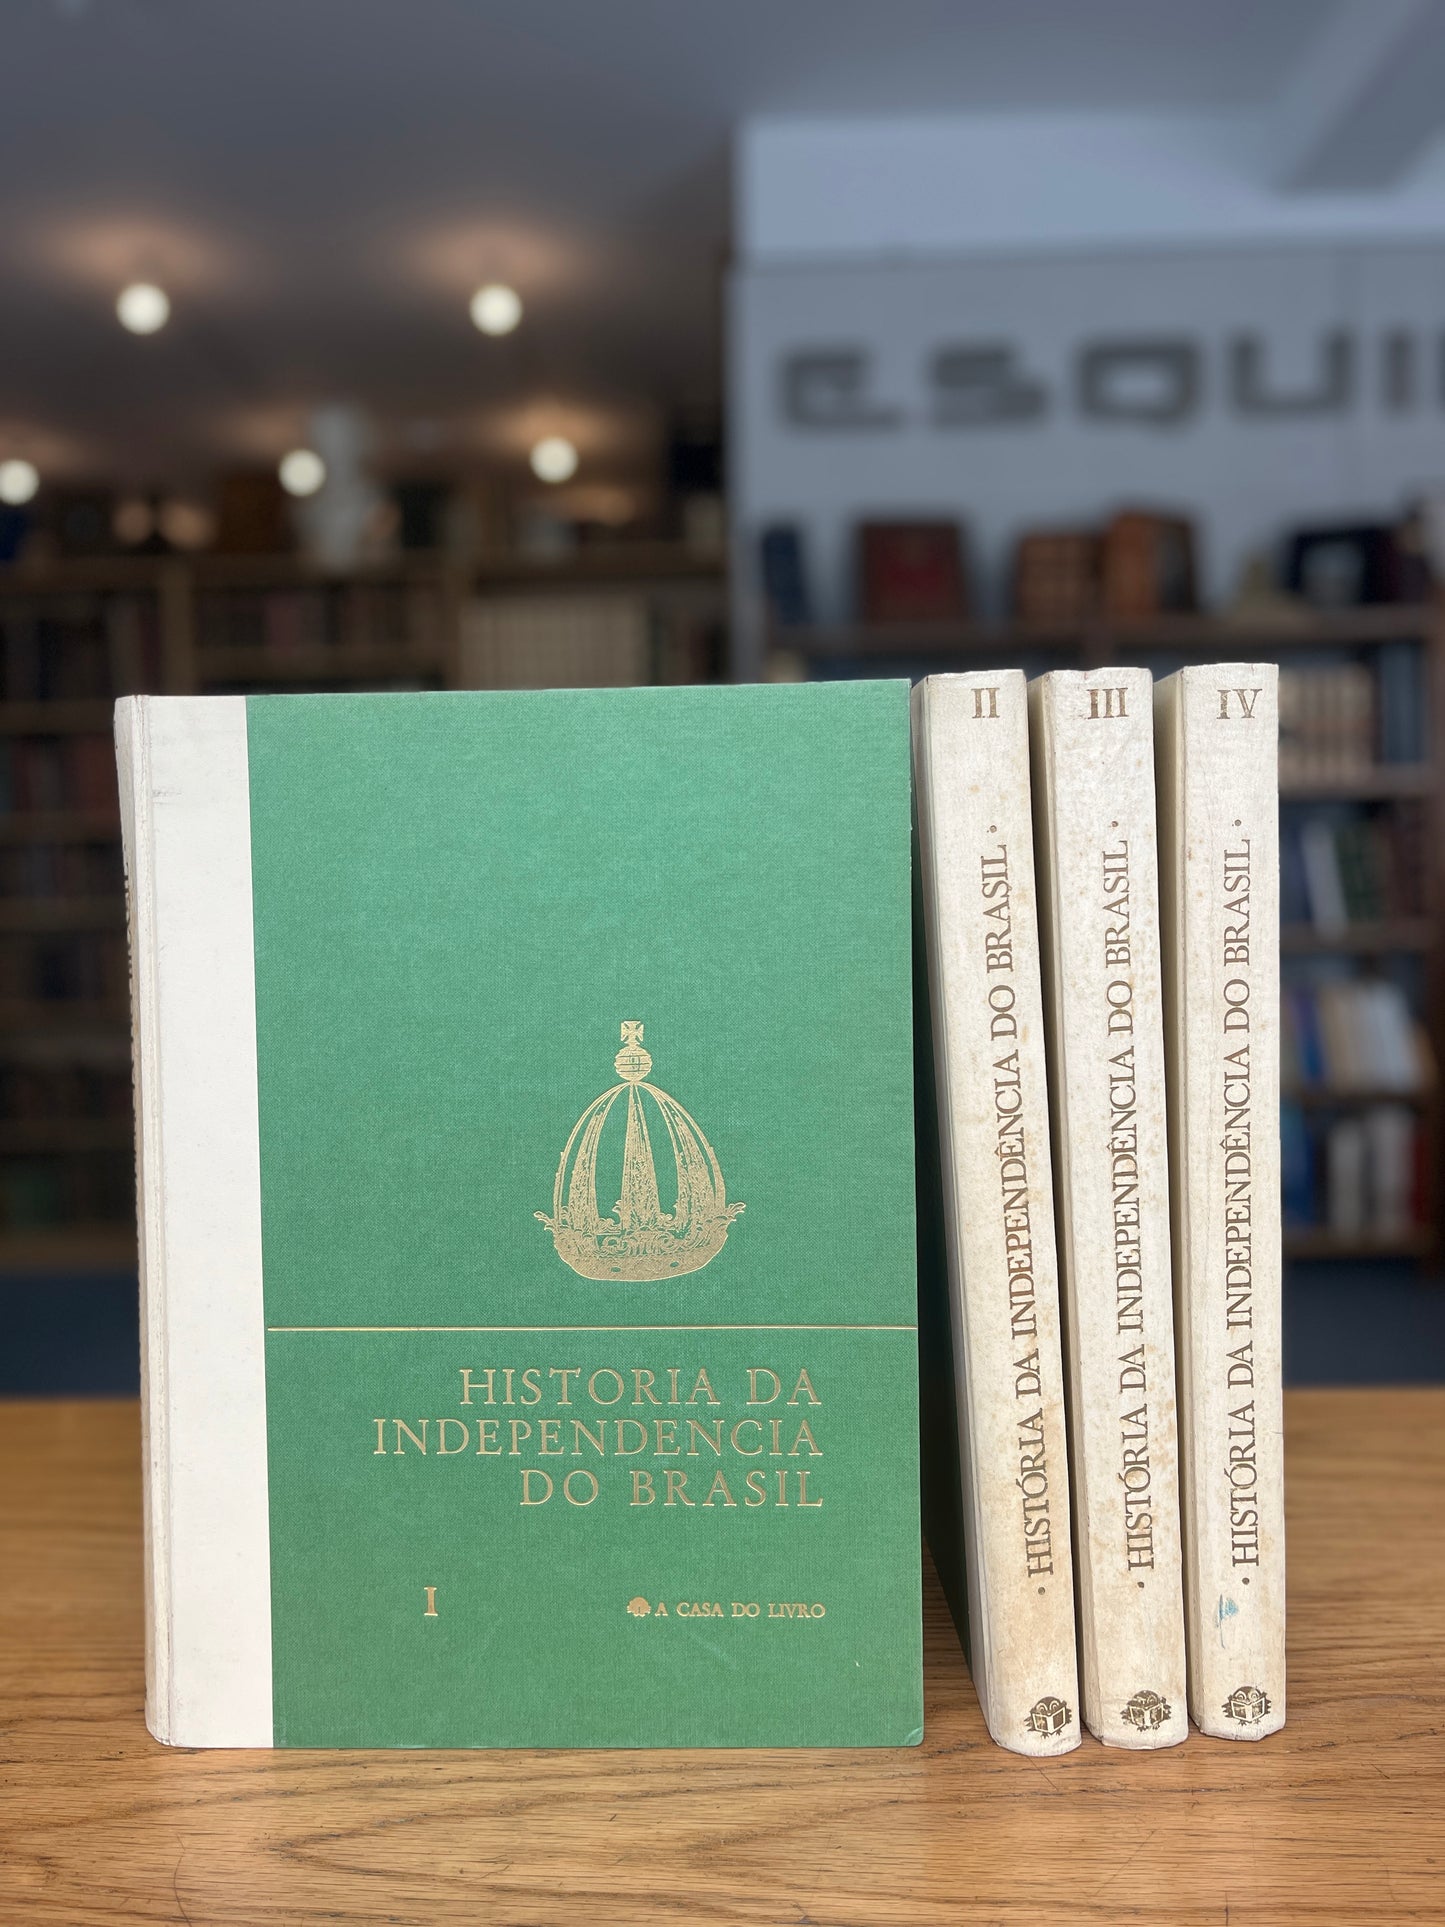 ESQUI
HISTORIA DA
INDEPENDENCIA
DO BRASIL
I
A CASA DO LIVRO
II
· HISTÓRIA DA INDEPENDÊNCIA DO BRASIL ·
III
· HISTÓRIA DA INDEPENDÊNCIA DO BRASIL ·
IV
· HISTÓRIA DA INDEPENDÊNCIA DO BRASIL ·